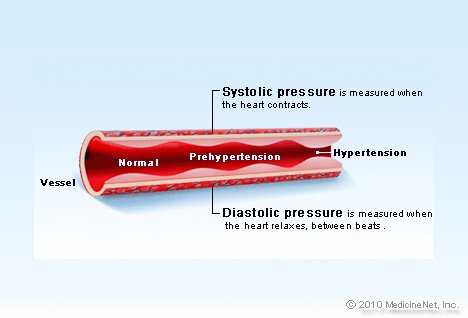 Systolic pressure is measured when
the heart contracts.
Normal
Prehypertension
Hypertension
Vessel
Diastolic pressure is measured when
the heart relaxes, between beats .
© 2010 MedicineNet, Inc.